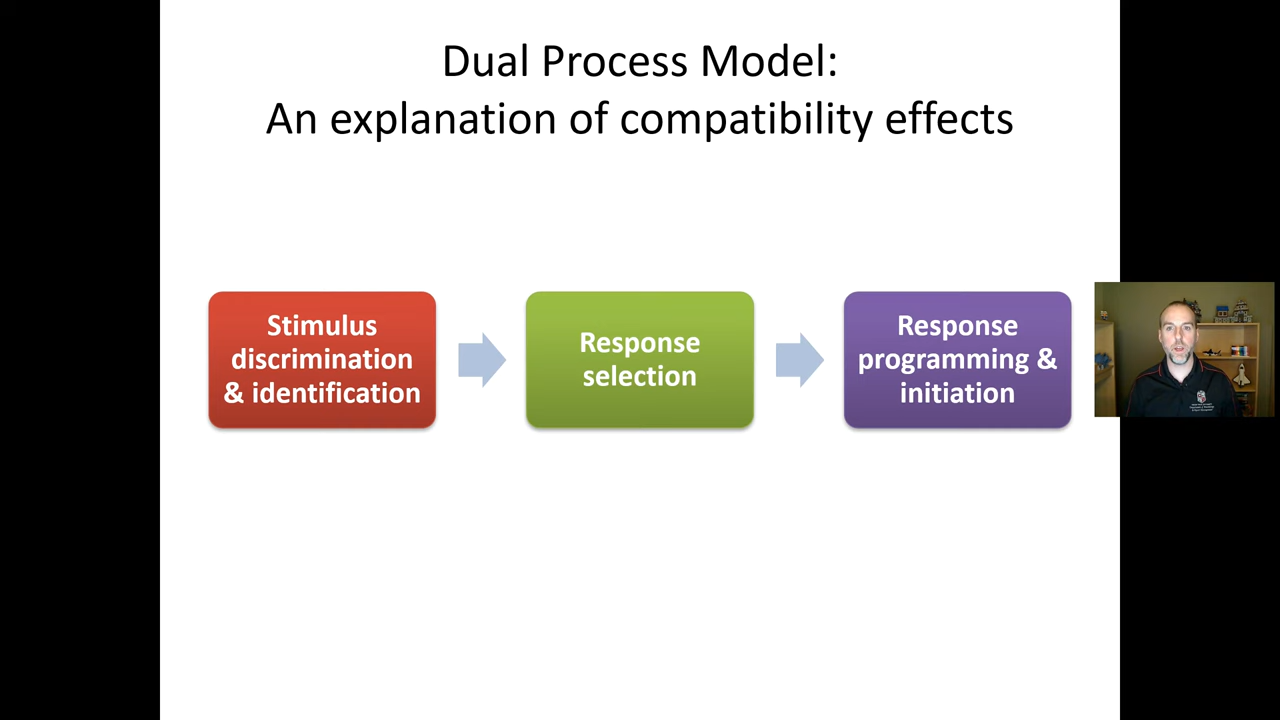 Dual Process Model:
An explanation of compatibility effects
Stimulus
discrimination
& identification
Response
selection
Response
programming &
initiation